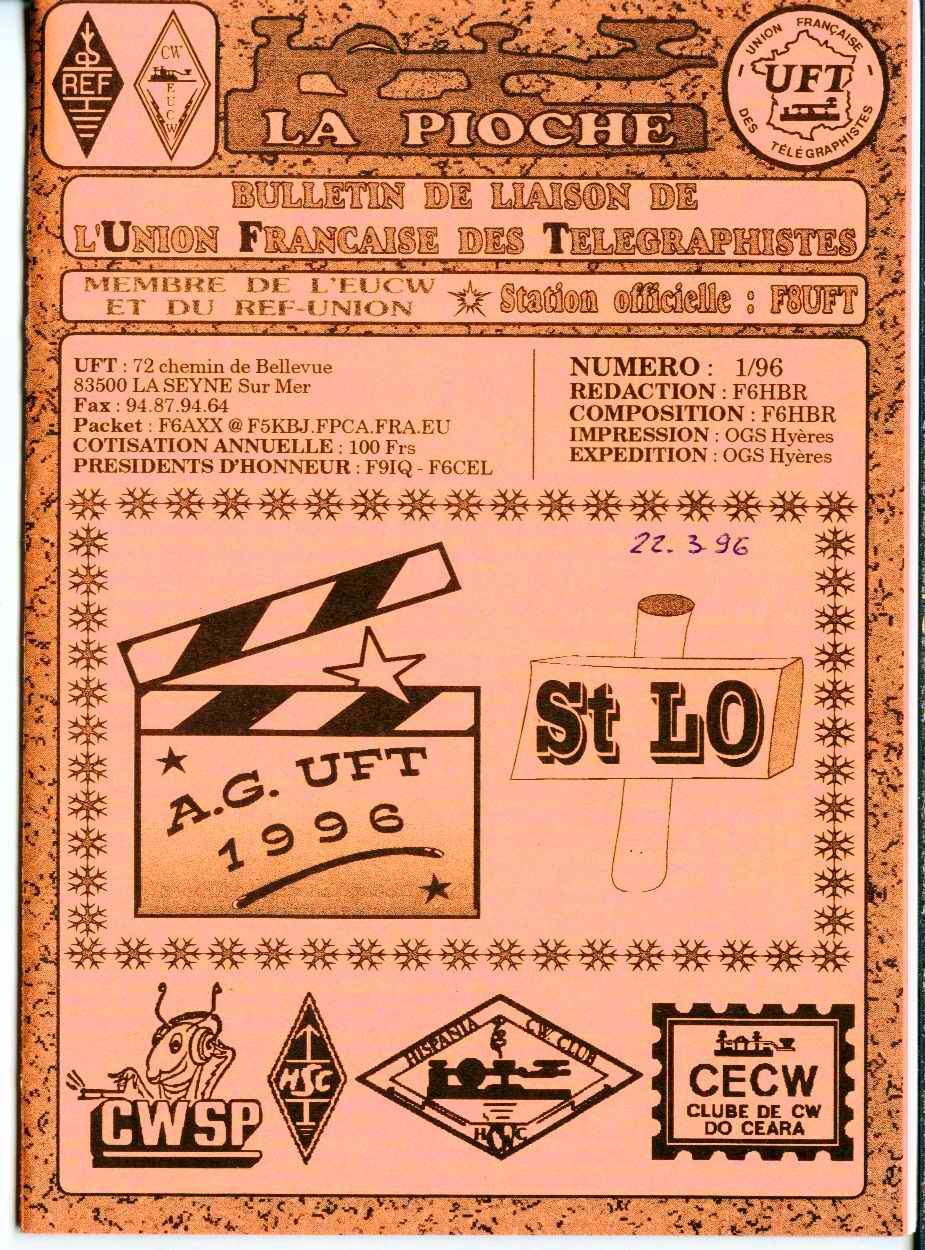 REF
CW
EUCW
LA PIOCHE
UNION FRANÇAISE
UFT
DES TÉLÉGRAPHISTES
BULLETIN DE LIAISON DE
L'UNION FRANCAISE DES TELEGRAPHISTES
MEMBRE DE L'EUCW
ET DU REF-UNION
Station officielle : F8UFT
UFT : 72 chemin de Bellevue
83500 LA SEYNE Sur Mer
Fax : 94.87.94.64
Packet : F6AXX @ F5KBJ.FPCA.FRA.EU
COTISATION ANNUELLE : 100 Frs
PRESIDENTS D'HONNEUR : F9IQ - F6CEL
NUMERO : 1/96
REDACTION : F6HBR
COMPOSITION : F6HBR
IMPRESSION : OGS Hyères
EXPEDITION : OGS Hyères
22.3.96
A.G. UFT
1996
St LO
CWSP
HSC
HISPANIA CW CLUB
HCWC
CECW
CLUBE DE CW
DO CEARA